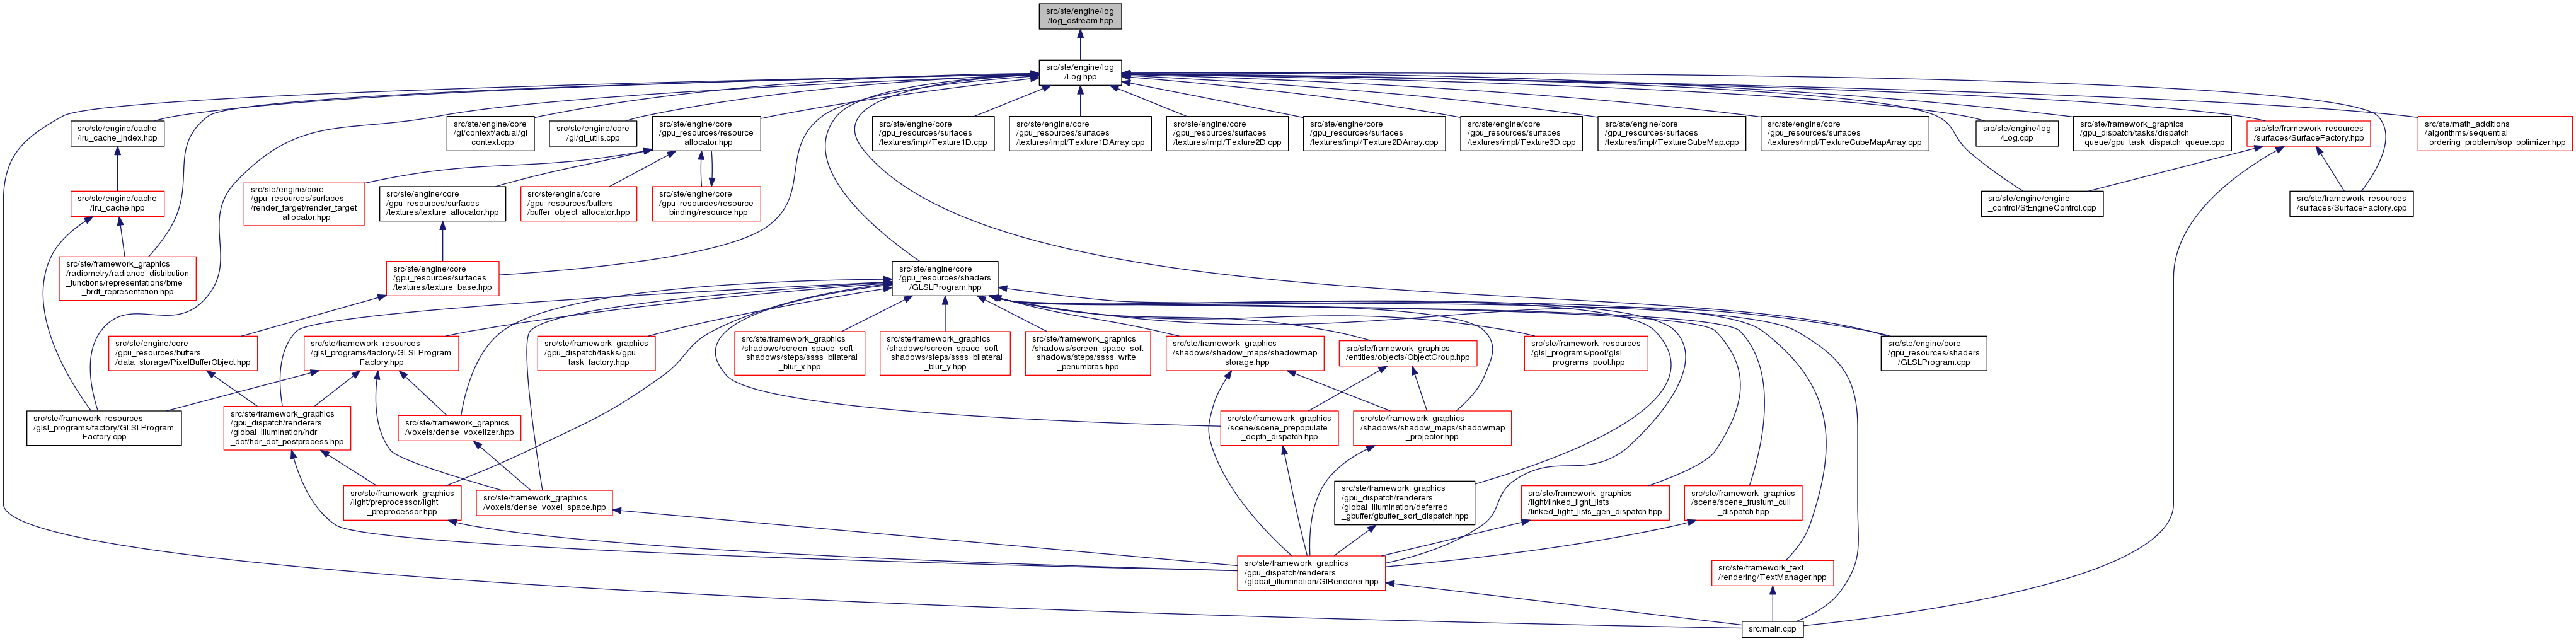 src/ste/engine/log
/log_ostream.hpp
src/ste/engine/log
/Log.hpp
src/ste/engine/cache
/lru_cache_index.hpp
src/ste/engine/core
/gl/context/actual/gl
_context.cpp
src/ste/engine/core
/gl/gl_utils.cpp
src/ste/engine/core
/gpu_resources/resource
_allocator.hpp
src/ste/engine/core
/gpu_resources/surfaces
/textures/impl/Texture1D.cpp
src/ste/engine/core
/gpu_resources/surfaces
/textures/impl/Texture1DArray.cpp
src/ste/engine/core
/gpu_resources/surfaces
/textures/impl/Texture2D.cpp
src/ste/engine/core
/gpu_resources/surfaces
/textures/impl/Texture2DArray.cpp
src/ste/engine/core
/gpu_resources/surfaces
/textures/impl/Texture3D.cpp
src/ste/engine/core
/gpu_resources/surfaces
/textures/impl/TextureCubeMap.cpp
src/ste/engine/core
/gpu_resources/surfaces
/textures/impl/TextureCubeMapArray.cpp
src/ste/engine/log
/Log.cpp
src/ste/framework_graphics
/gpu_dispatch/tasks/dispatch
_queue/gpu_task_dispatch_queue.cpp
src/ste/framework_resources
/surfaces/SurfaceFactory.hpp
src/ste/math_additions
/algorithms/sequential
_ordering_problem/sop_optimizer.hpp
src/ste/engine/cache
/lru_cache.hpp
src/ste/engine/core
/gpu_resources/surfaces
/render_target/render_target
_allocator.hpp
src/ste/engine/core
/gpu_resources/surfaces
/textures/texture_allocator.hpp
src/ste/engine/core
/gpu_resources/buffers
/buffer_object_allocator.hpp
src/ste/engine/core
/gpu_resources/resource
_binding/resource.hpp
src/ste/engine/engine
_control/StEngineControl.cpp
src/ste/framework_resources
/surfaces/SurfaceFactory.cpp
src/ste/framework_graphics
/radiometry/radiance_distribution
_functions/representations/bme
_brdf_representation.hpp
src/ste/engine/core
/gpu_resources/surfaces
/textures/texture_base.hpp
src/ste/engine/core
/gpu_resources/shaders
/GLSLProgram.hpp
src/ste/engine/core
/gpu_resources/buffers
/data_storage/PixelBufferObject.hpp
src/ste/framework_resources
/glsl_programs/factory/GLSLProgram
Factory.hpp
src/ste/framework_graphics
/gpu_dispatch/tasks/gpu
_task_factory.hpp
src/ste/framework_graphics
/shadows/screen_space_soft
_shadows/steps/ssss_bilateral
_blur_x.hpp
src/ste/framework_graphics
/shadows/screen_space_soft
_shadows/steps/ssss_bilateral
_blur_y.hpp
src/ste/framework_graphics
/shadows/screen_space_soft
_shadows/steps/ssss_write
_penumbras.hpp
src/ste/framework_graphics
/shadows/shadow_maps/shadowmap
_storage.hpp
src/ste/framework_graphics
/entities/objects/ObjectGroup.hpp
src/ste/framework_resources
/glsl_programs/pool/glsl
_programs_pool.hpp
src/ste/engine/core
/gpu_resources/shaders
/GLSLProgram.cpp
src/ste/framework_resources
/glsl_programs/factory/GLSLProgram
Factory.cpp
src/ste/framework_graphics
/gpu_dispatch/renderers
/global_illumination/hdr
_dof/hdr_dof_postprocess.hpp
src/ste/framework_graphics
/voxels/dense_voxelizer.hpp
src/ste/framework_graphics
/scene/scene_prepopulate
_depth_dispatch.hpp
src/ste/framework_graphics
/shadows/shadow_maps/shadowmap
_projector.hpp
src/ste/framework_graphics
/light/preprocessor/light
_preprocessor.hpp
src/ste/framework_graphics
/voxels/dense_voxel_space.hpp
src/ste/framework_graphics
/gpu_dispatch/renderers
/global_illumination/deferred
_gbuffer/gbuffer_sort_dispatch.hpp
src/ste/framework_graphics
/light/linked_light_lists
/linked_light_lists_gen_dispatch.hpp
src/ste/framework_graphics
/scene/scene_frustum_cull
_dispatch.hpp
src/ste/framework_graphics
/gpu_dispatch/renderers
/global_illumination/GIRenderer.hpp
src/ste/framework_text
/rendering/TextManager.hpp
src/main.cpp